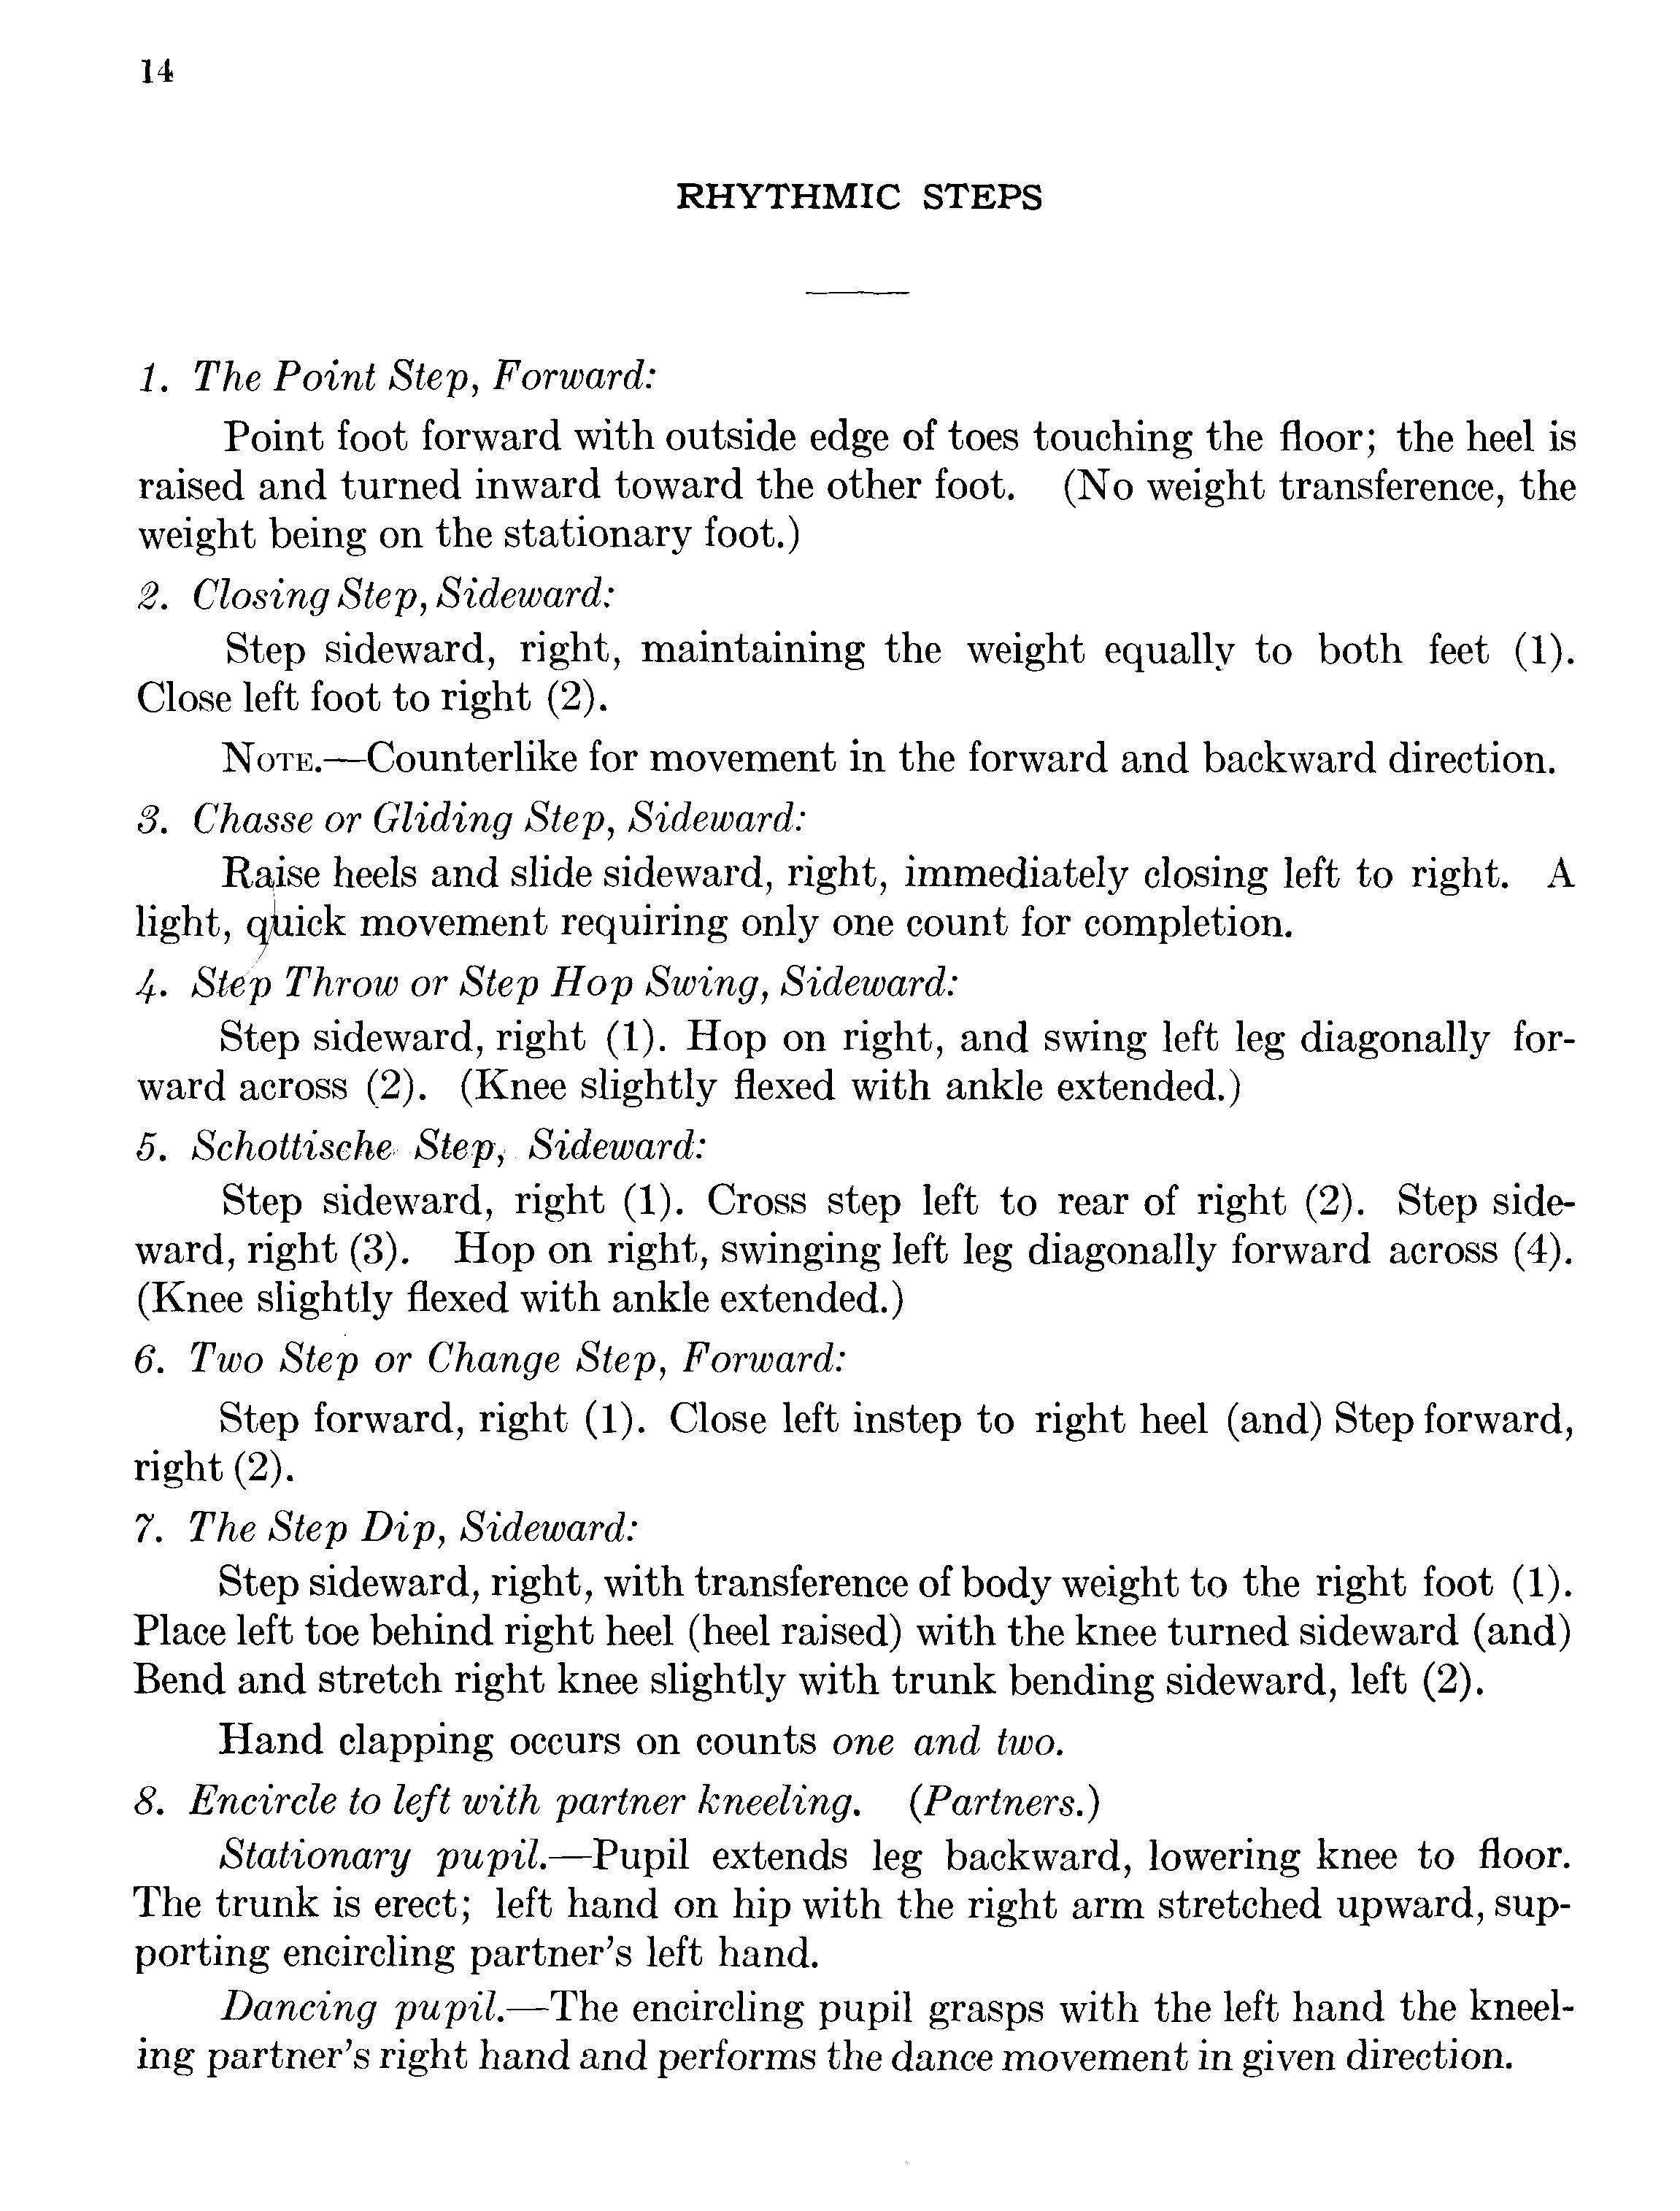 14
RHYTHMIC STEPS
1. The Point Step, Forward:
Point foot forward with outside edge of toes touching the floor; the heel is
raised and turned inward toward the other foot. (No weight transference, the
weight being on the stationary foot.)
2. Closing Step, Sideward:
Step sideward, right, maintaining the weight equally to both feet (1).
Close left foot to right (2).
NOTE.—Counterlike for movement in the forward and backward direction.
3. Chasse or Gliding Step, Sideward:
Raise heels and slide sideward, right, immediately closing left to right. A
light, quick movement requiring only one count for completion.
4. Step Throw or Step Hop Swing, Sideward:
Step sideward, right (1). Hop on right, and swing left leg diagonally for-
ward across (2). (Knee slightly flexed with ankle extended.)
5. Schottische Step, Sideward:
Step sideward, right (1). Cross step left to rear of right (2). Step side-
ward, right (3). Hop on right, swinging left leg diagonally forward across (4).
(Knee slightly flexed with ankle extended.)
6. Two Step or Change Step, Forward:
Step forward, right (1). Close left instep to right heel (and) Step forward,
right (2).
7. The Step Dip, Sideward:
Step sideward, right, with transference of body weight to the right foot (1).
Place left toe behind right heel (heel raised) with the knee turned sideward (and)
Bend and stretch right knee slightly with trunk bending sideward, left (2).
Hand clapping occurs on counts one and two.
8. Encircle to left with partner kneeling. (Partners.)
Stationary pupil.—Pupil extends leg backward, lowering knee to floor.
The trunk is erect; left hand on hip with the right arm stretched upward, sup-
porting encircling partner's left hand.
Dancing pupil.—The encircling pupil grasps with the left hand the kneel-
ing partner's right hand and performs the dance movement in given direction.